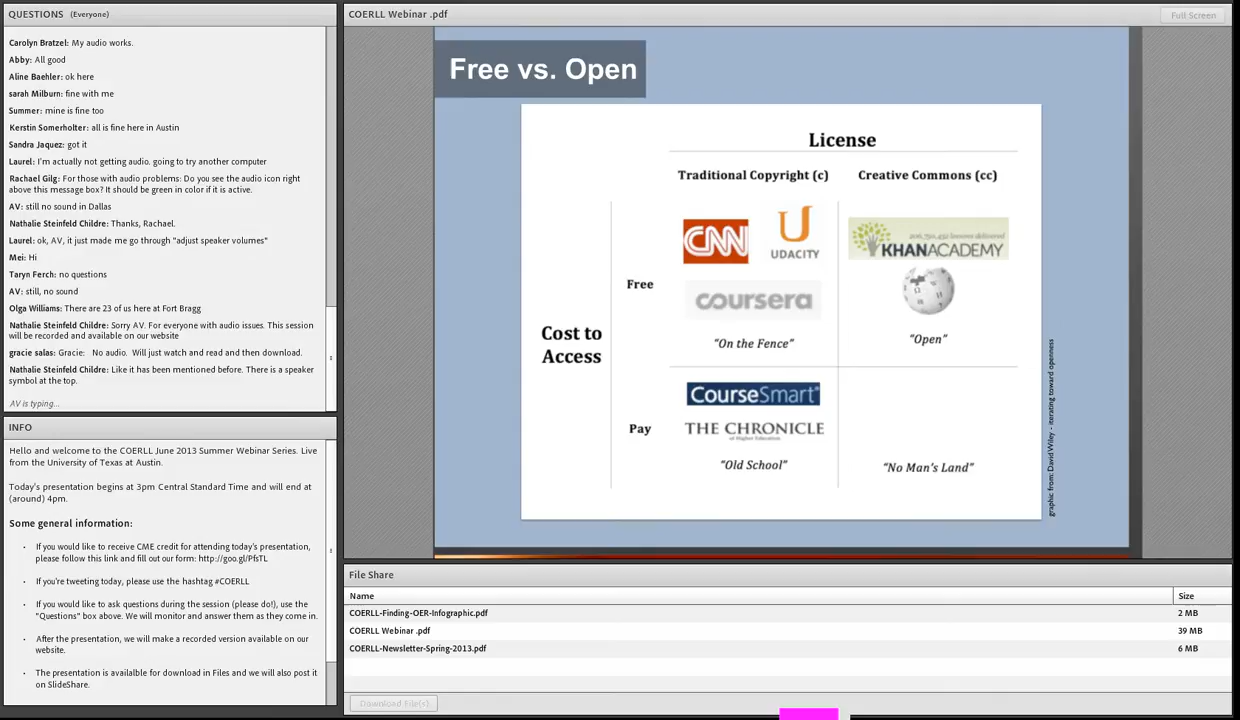 QUESTIONS (Everyone)
Carolyn Bratzel: My audio works.
Abby: All good
Aline Baehler: ok here
sarah Milburn: fine with me
Summer: mine is fine too
Kerstin Somerholter: all is fine here in Austin
Sandra Jaquez: got it
Laurel: I'm actually not getting audio. going to try another computer
Rachael Gilg: For those with audio problems: Do you see the audio icon right
above this message box? It should be green in color if it is active.
AV: still no sound in Dallas
Nathalie Steinfeld Childre: Thanks, Rachael.
Laurel: ok, AV, it just made me go through "adjust speaker volumes"
Mei: Hi
Taryn Ferch: no questions
AV: still, no sound
Olga Williams: There are 23 of us here at Fort Bragg
Nathalie Steinfeld Childre: Sorry AV. For everyone with audio issues. This session
will be recorded and available on our website
gracie salas: Gracie: No audio. Will just watch and read and then download.
Nathalie Steinfeld Childre: Like it has been mentioned before. There is a speaker
symbol at the top.
AV is typing...
INFO
Hello and welcome to the COERLL June 2013 Summer Webinar Series. Live
from the University of Texas at Austin.
Today's presentation begins at 3pm Central Standard Time and will end at
(around) 4pm.
Some general information:
• If you would like to receive CME credit for attending today's presentation,
please follow this link and fill out our form: http://goo.gl/PfsTL
• If you're tweeting today, please use the hashtag #COERLL
• If you would like to ask questions during the session (please do!), use the
"Questions" box above. We will monitor and answer them as they come in.
• After the presentation, we will make a recorded version available on our
website.
• The presentation is availalble for download in Files and we will also post it
on SlideShare.
COERLL Webinar .pdf
Full Screen
Free vs. Open
License
Traditional Copyright (c)
Creative Commons (cc)
Cost to
Access
Free
CNN
UDACITY
coursera
"On the Fence"
lessons delivered
KHANACADEMY
"Open"
Pay
CourseSmart
THE CHRONICLE
of Higher Education
"Old School"
"No Man's Land"
graphic from: David Wiley - iterating toward openness
File Share
Name Size
COERLL-Finding-OER-Infographic.pdf 2 MB
COERLL Webinar .pdf 39 MB
COERLL-Newsletter-Spring-2013.pdf 6 MB
Download File(s)